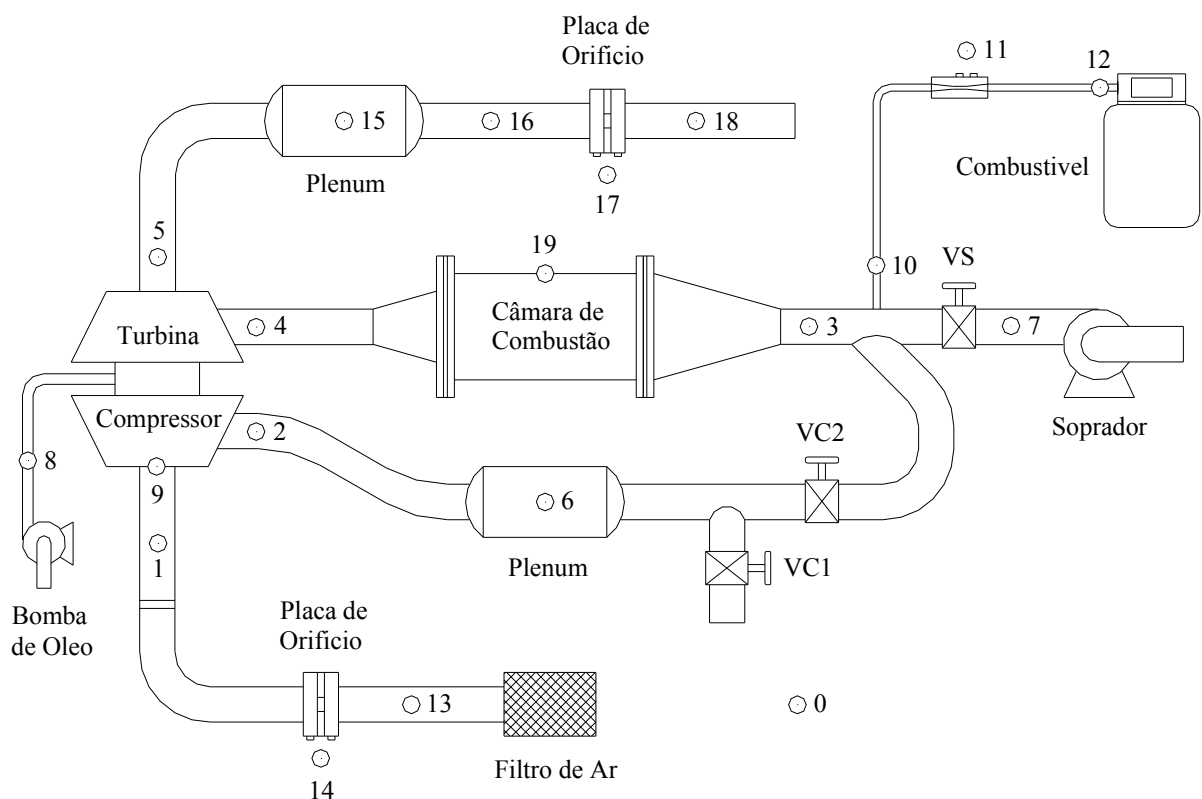 Placa de
Orifício
11
12
15
16
18
Plenum
17
Combustivel
5
19
10
VS
Turbina
4
Câmara de
Combustão
3
7
Compressor
2
Soprador
VC2
8
9
6
1
Plenum
VC1
Bomba
de Oleo
Placa de
Orifício
13
0
14
Filtro de Ar